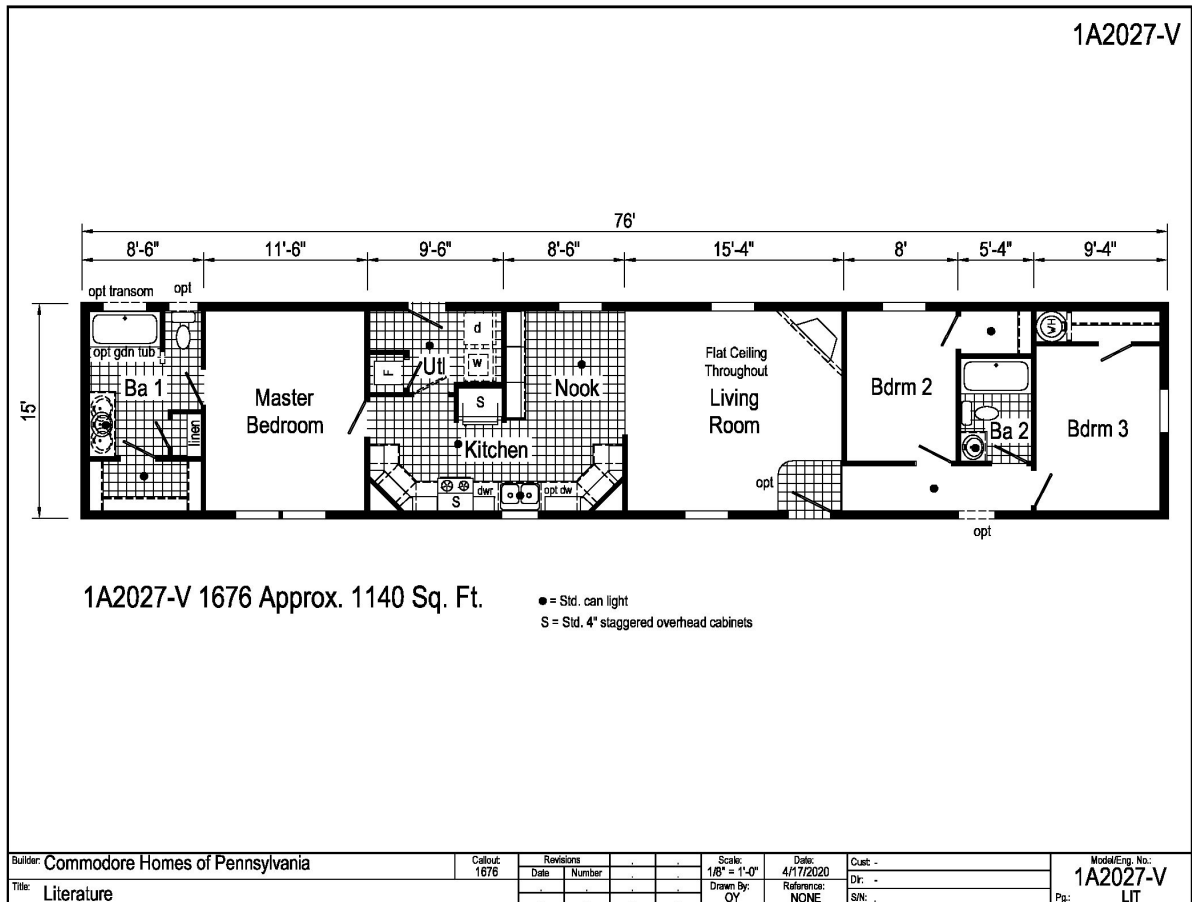 1A2027-V
76'
8'-6" 11'-6" 9'-6" 8'-6" 15'-4" 8' 5'-4" 9'-4"
opt transom opt
15'
opt gdn tub
Ba 1
linen
Master
Bedroom
F
Utl
d
w
S
Kitchen
S
dwr
opt dw
Nook
Flat Ceiling
Throughout
Living
Room
opt
Bdrm 2
Ba 2
WH
Bdrm 3
opt
1A2027-V 1676 Approx. 1140 Sq. Ft.
● = Std. can light
S = Std. 4" staggered overhead cabinets
Builder: Commodore Homes of Pennsylvania
Title: Literature
Callout:
1676
Revisions
Date Number
Scale:
1/8" = 1'-0"
Drawn By:
OY
Date:
4/17/2020
Reference:
NONE
Cust: -
Dir: -
S/N: .
Model/Eng. No.:
1A2027-V
Pg.: LIT